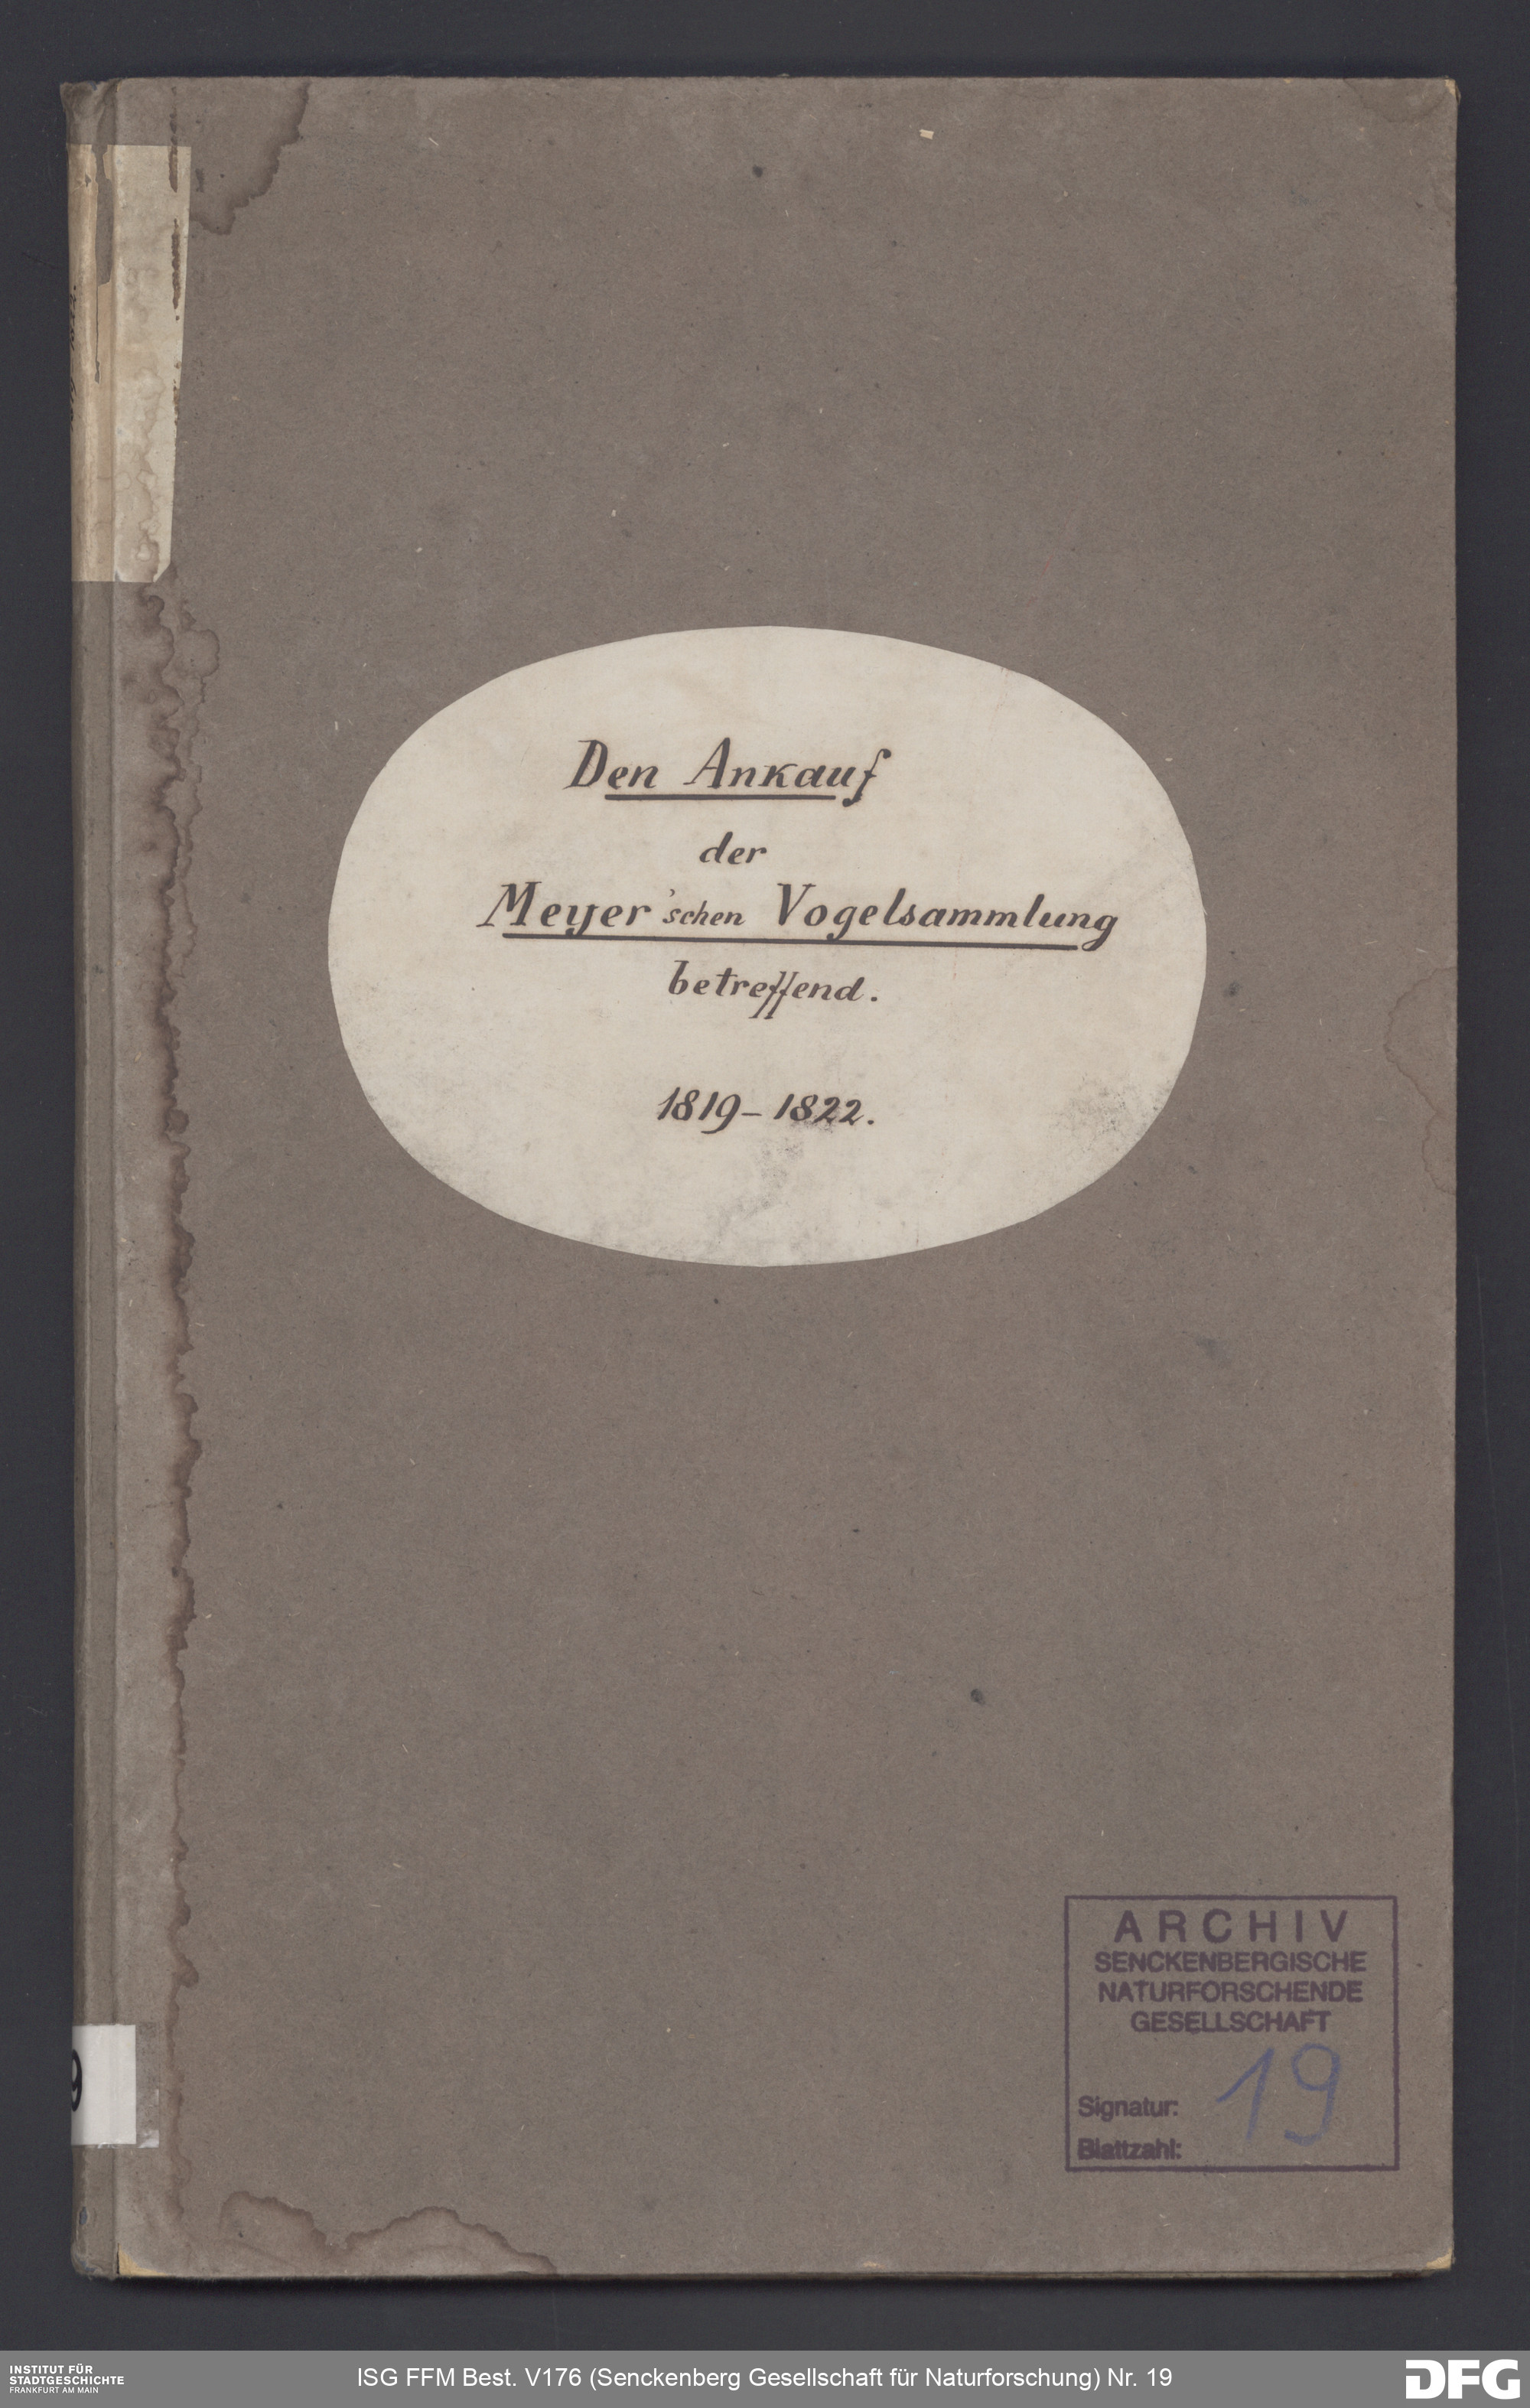 Den Ankauf
der
Meyer'schen Vogelsammlung
betreffend.
1819-1822.
ARCHIV
SENCKENBERGISCHE
NATURFORSCHENDE
GESELLSCHAFT
Signatur: 19
Blattzahl:
9
INSTITUT FÜR
STADTGESCHICHTE
FRANKFURT AM MAIN
ISG FFM Best. V176 (Senckenberg Gesellschaft für Naturforschung) Nr. 19
DFG